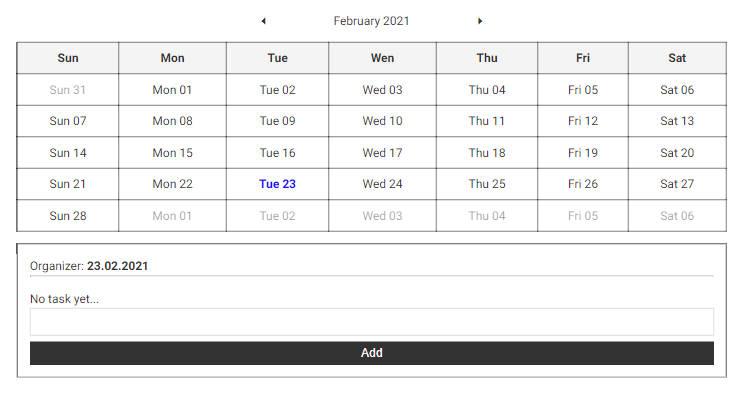 February 2021
Sun Mon Tue Wen Thu Fri Sat
Sun 31 Mon 01 Tue 02 Wed 03 Thu 04 Fri 05 Sat 06
Sun 07 Mon 08 Tue 09 Wed 10 Thu 11 Fri 12 Sat 13
Sun 14 Mon 15 Tue 16 Wed 17 Thu 18 Fri 19 Sat 20
Sun 21 Mon 22 Tue 23 Wed 24 Thu 25 Fri 26 Sat 27
Sun 28 Mon 01 Tue 02 Wed 03 Thu 04 Fri 05 Sat 06
Organizer: 23.02.2021
No task yet...
Add